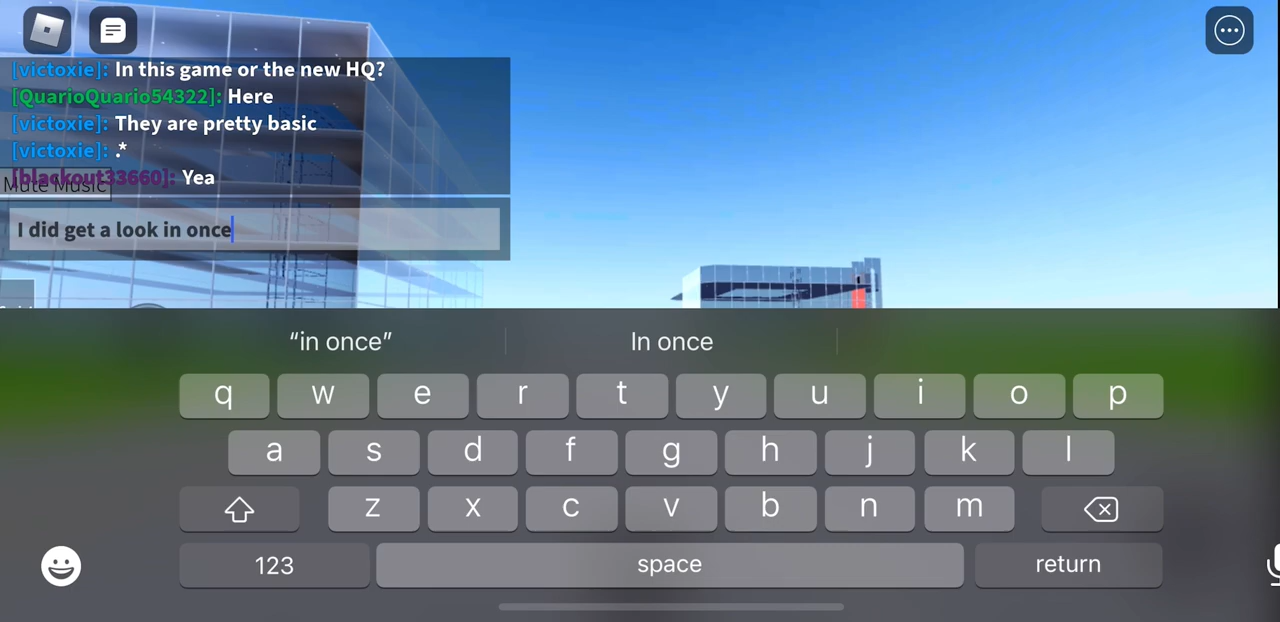 [victoxie]: In this game or the new HQ?
[QuarioQuario54322]: Here
[victoxie]: They are pretty basic
[victoxie]: .*
[blackout33660]: Yea
Mute Music
I did get a look in once
“in once”
In once
q w e r t y u i o p
a s d f g h j k l
z x c v b n m
123 space return